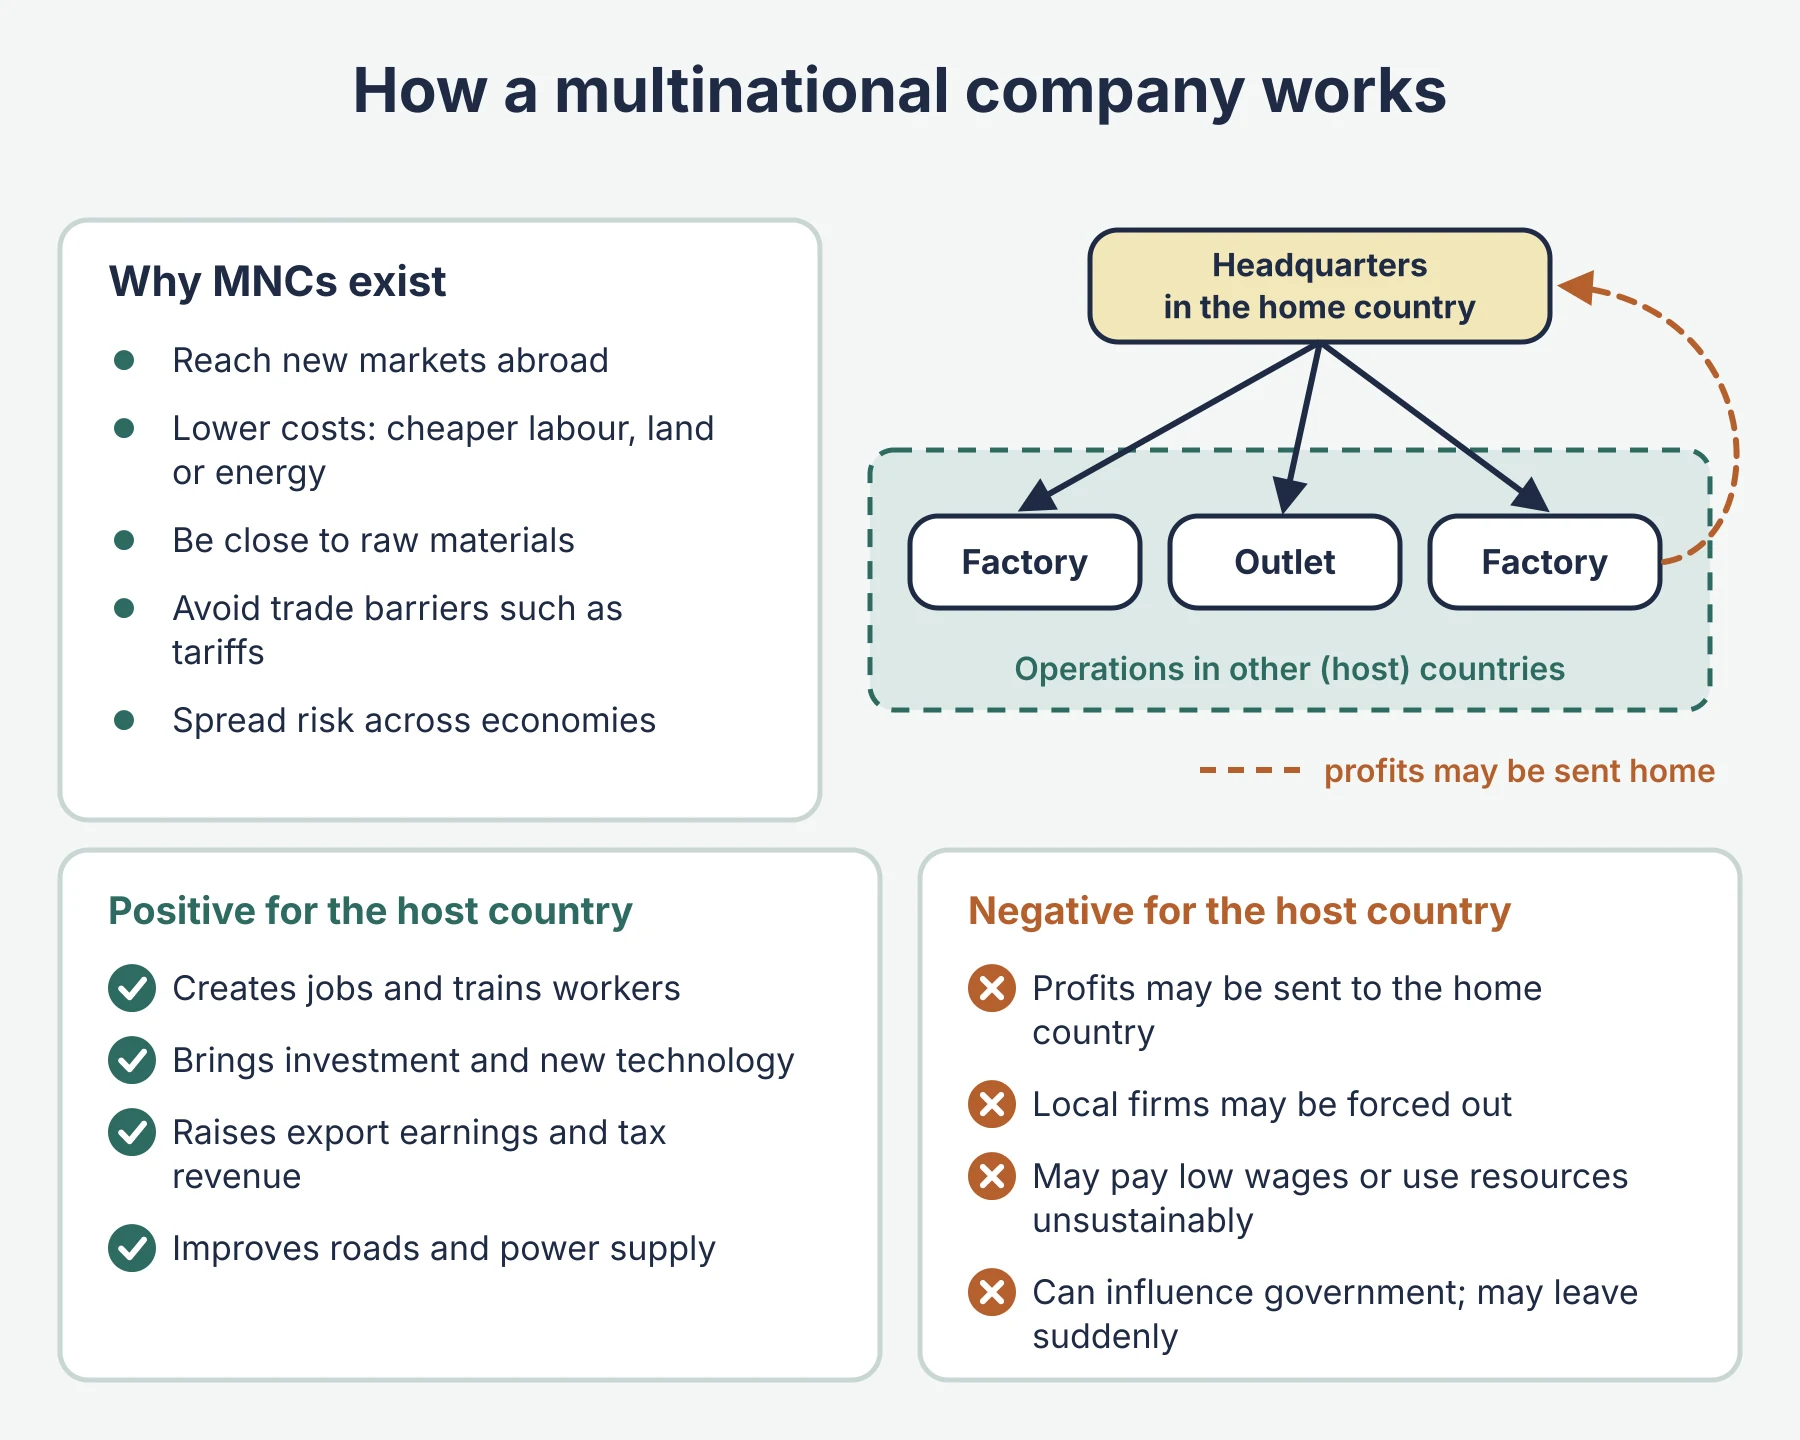 How a multinational company works
Why MNCs exist
Reach new markets abroad
Lower costs: cheaper labour, land
or energy
Be close to raw materials
Avoid trade barriers such as
tariffs
Spread risk across economies
Headquarters
in the home country
Factory
Outlet
Factory
Operations in other (host) countries
profits may be sent home
Positive for the host country
Creates jobs and trains workers
Brings investment and new technology
Raises export earnings and tax
revenue
Improves roads and power supply
Negative for the host country
Profits may be sent to the home
country
Local firms may be forced out
May pay low wages or use resources
unsustainably
Can influence government; may leave
suddenly